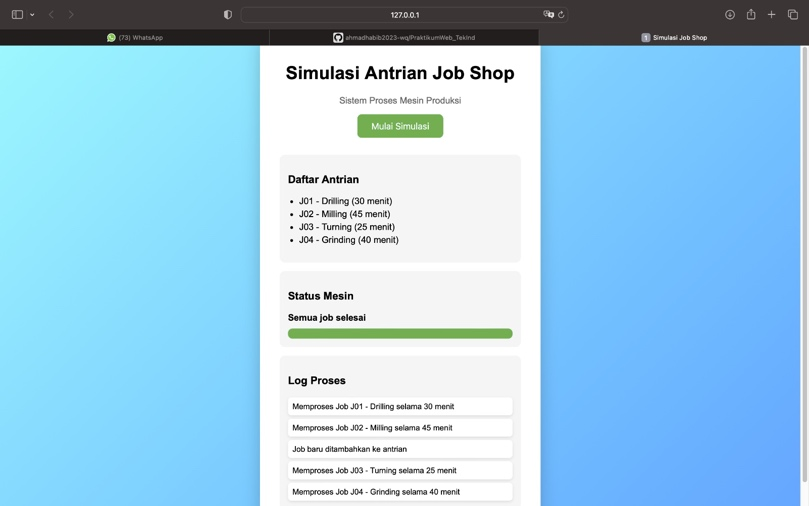 127.0.0.1
(73) WhatsApp
ahmadhabib2023-wq/PraktikumWeb_TekInd
1 Simulasi Job Shop
Simulasi Antrian Job Shop
Sistem Proses Mesin Produksi
Mulai Simulasi
Daftar Antrian
• J01 - Drilling (30 menit)
• J02 - Milling (45 menit)
• J03 - Turning (25 menit)
• J04 - Grinding (40 menit)
Status Mesin
Semua job selesai
Log Proses
Memproses Job J01 - Drilling selama 30 menit
Memproses Job J02 - Milling selama 45 menit
Job baru ditambahkan ke antrian
Memproses Job J03 - Turning selama 25 menit
Memproses Job J04 - Grinding selama 40 menit